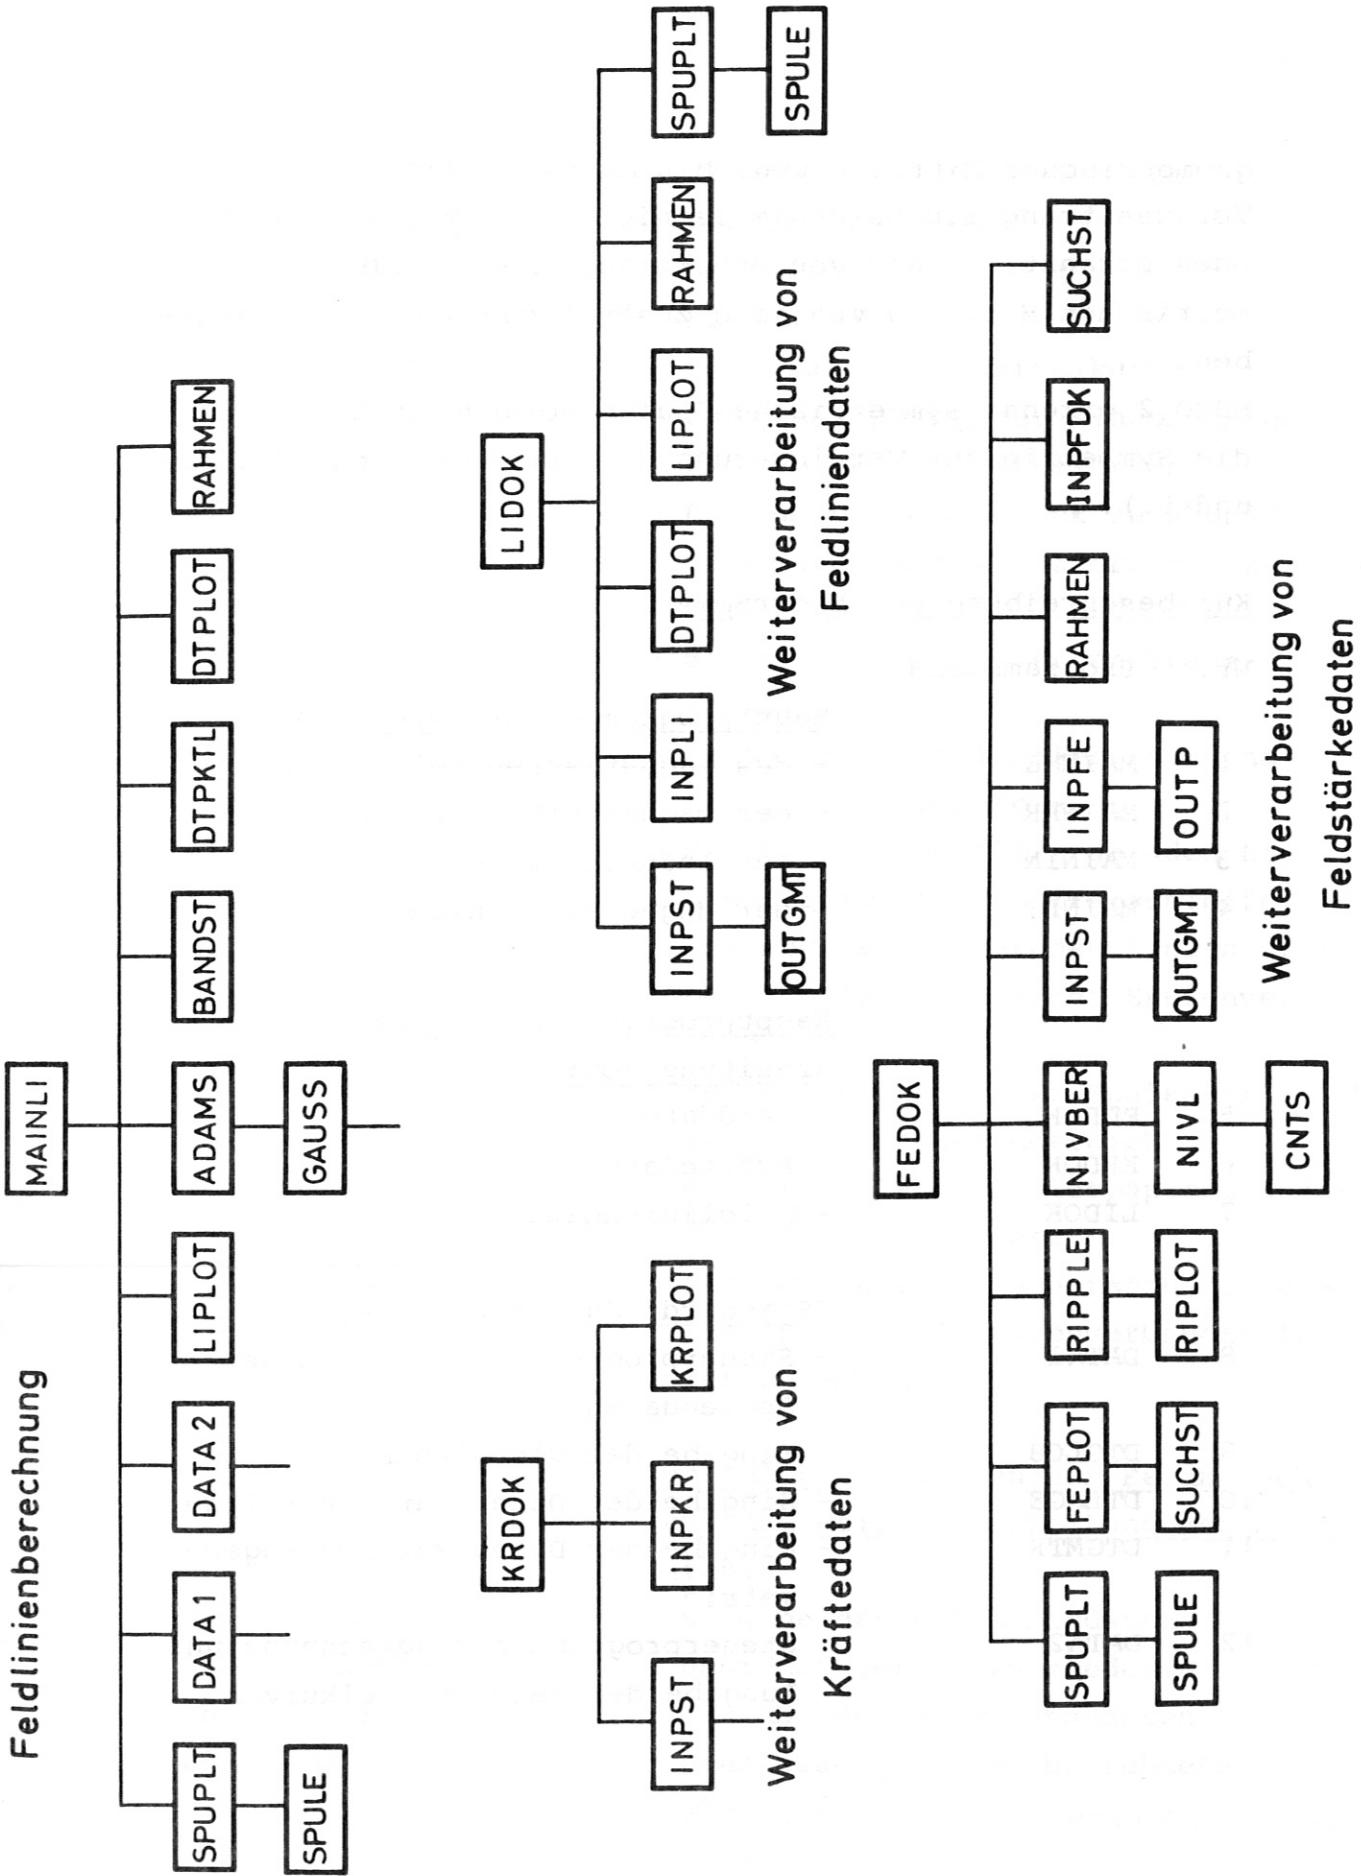 Feldlinienberechnung
MAINLI
SPUPLT
DATA1
DATA2
LIPLOT
ADAMS
BANDST
DTPKTL
DTPLOT
RAHMEN
SPULE
GAUSS
KRDOK
INPST
INPKR
KRPLOT
Weiterverarbeitung von
Kräftedaten
LIDOK
INPST
INPLI
DTPLOT
LIPLOT
RAHMEN
SPUPLT
OUTGMT
SPULE
Weiterverarbeitung von
Feldliniendaten
FEDOK
SPUPLT
FEPLOT
RIPPLE
NIVBER
INPST
INPFE
RAHMEN
INPFDK
SUCHST
SPULE
SUCHST
RIPLOT
NIVL
OUTGMT
OUTP
CNTS
Weiterverarbeitung von
Feldstärkedaten